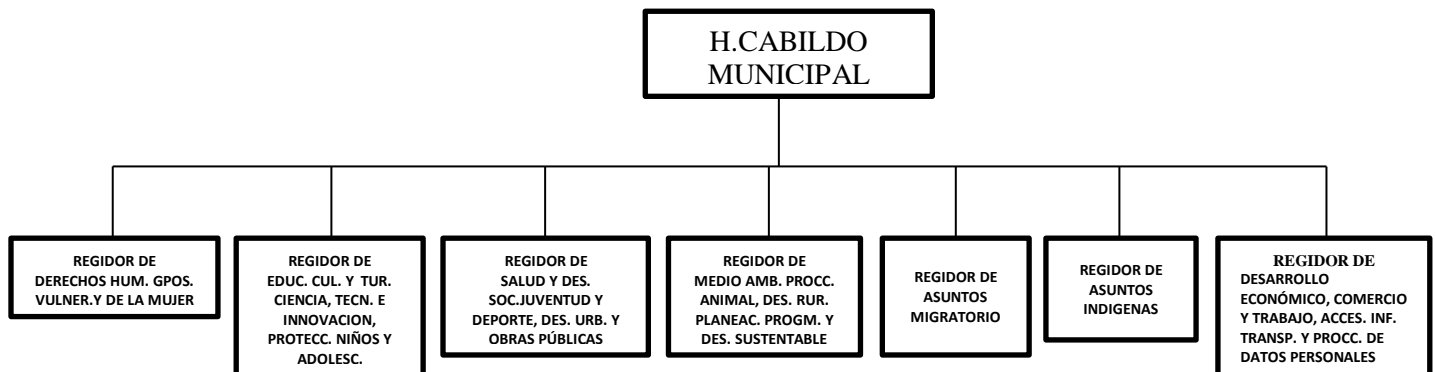 H.CABILDO
MUNICIPAL
REGIDOR DE
DERECHOS HUM. GPOS.
VULNER.Y DE LA MUJER
REGIDOR DE
EDUC. CUL. Y TUR.
CIENCIA, TECN. E
INNOVACION,
PROTECC. NIÑOS Y
ADOLESC.
REGIDOR DE
SALUD Y DES.
SOC.JUVENTUD Y
DEPORTE, DES. URB. Y
OBRAS PÚBLICAS
REGIDOR DE
MEDIO AMB. PROCC.
ANIMAL, DES. RUR.
PLANEAC. PROGM. Y
DES. SUSTENTABLE
REGIDOR DE
ASUNTOS
MIGRATORIO
REGIDOR DE
ASUNTOS
INDIGENAS
REGIDOR DE
DESARROLLO
ECONÓMICO, COMERCIO
Y TRABAJO, ACCES. INF.
TRANSP. Y PROCC. DE
DATOS PERSONALES